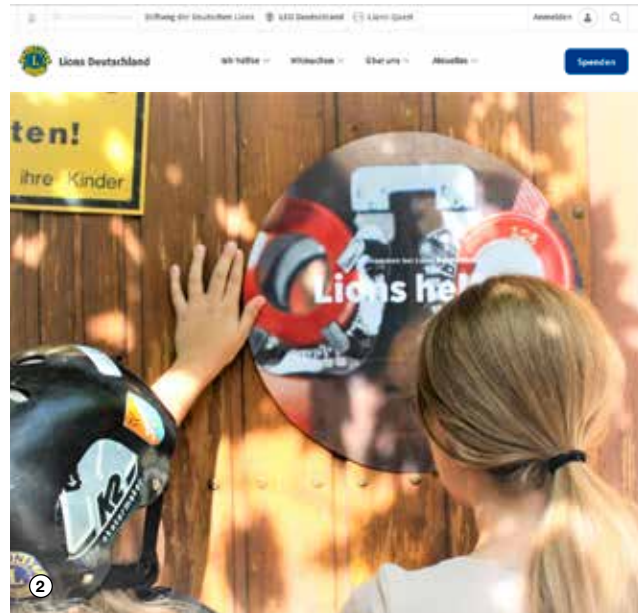 Stiftung der Deutschen Lions LEO Deutschland Lions Quest Anmelden
Lions Deutschland Wir helfen Mitmachen Über uns Aktuelles Spenden
ten!
ihre Kinder
Lions hel
K2
2